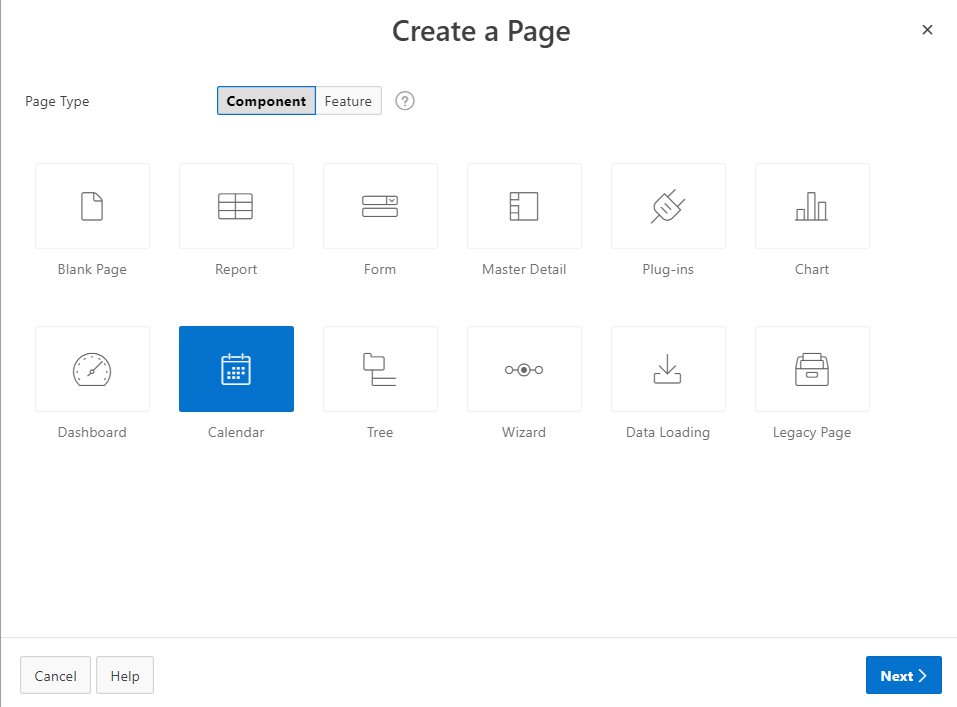 Create a Page
Page Type
Component Feature ?
Blank Page Report Form Master Detail Plug-ins Chart
Dashboard Calendar Tree Wizard Data Loading Legacy Page
Cancel Help Next